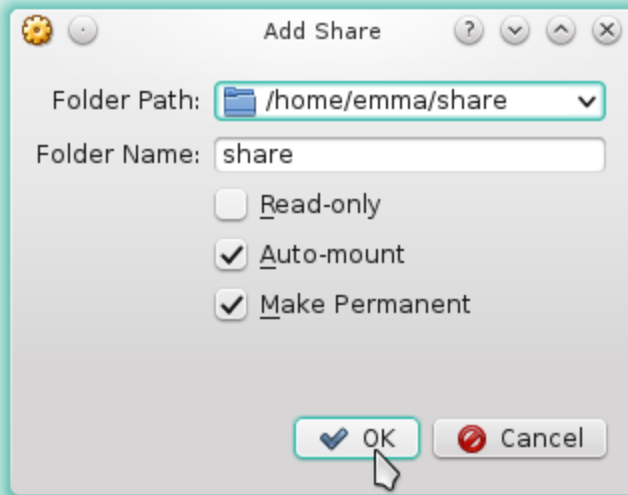 Add Share
Folder Path: /home/emma/share
Folder Name: share
Read-only
Auto-mount
Make Permanent
OK Cancel